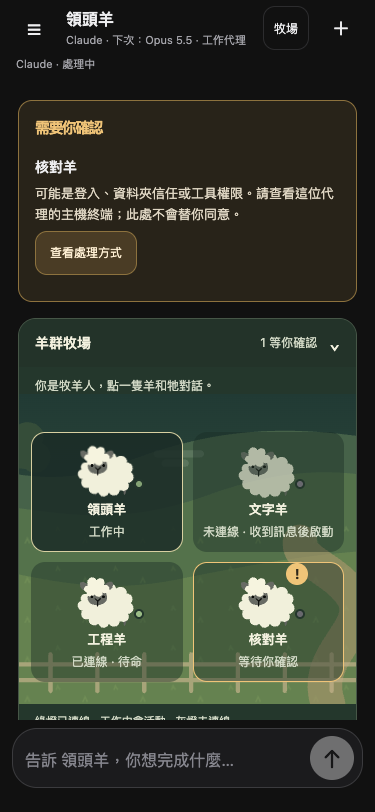 領頭羊
Claude · 下次：Opus 5.5 · 工作代理
牧場
Claude · 處理中
需要你確認
核對羊
可能是登入、資料夾信任或工具權限。請查看這位代
理的主機終端；此處不會替你同意。
查看處理方式
羊群牧場
1 等你確認
你是牧羊人，點一隻羊和牠對話。
領頭羊
工作中
文字羊
未連線 · 收到訊息後啟動
工程羊
已連線 · 待命
!
核對羊
等待你確認
告訴 領頭羊，你想完成什麼…